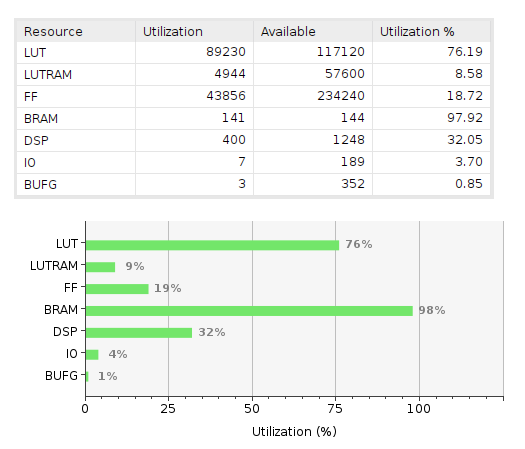 Resource Utilization Available Utilization %
LUT 89230 117120 76.19
LUTRAM 4944 57600 8.58
FF 43856 234240 18.72
BRAM 141 144 97.92
DSP 400 1248 32.05
IO 7 189 3.70
BUFG 3 352 0.85
LUT 76%
LUTRAM 9%
FF 19%
BRAM 98%
DSP 32%
IO 4%
BUFG 1%
0 25 50 75 100
Utilization (%)